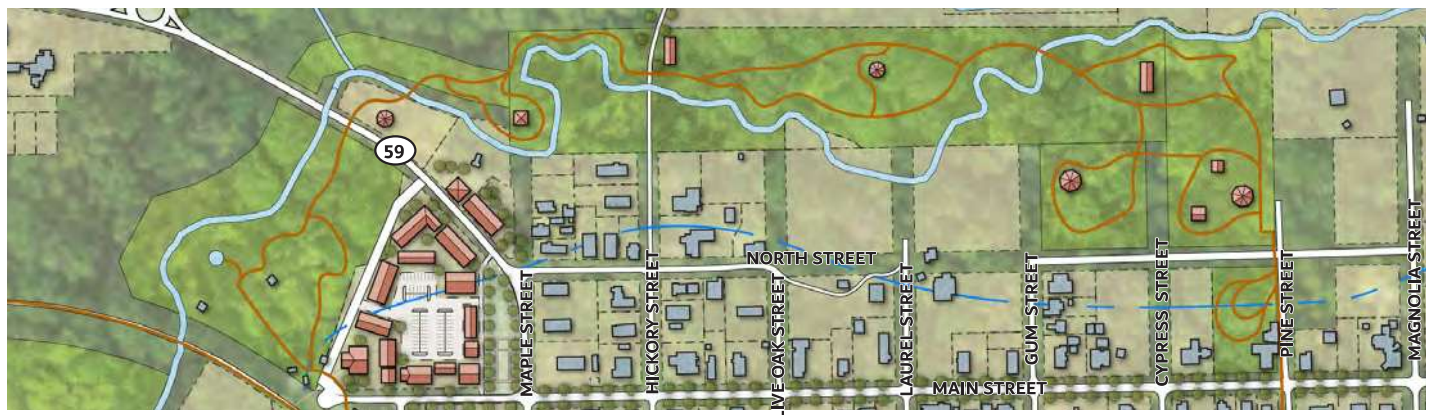 59
NORTH STREET
MAPLE STREET
HICKORY STREET
LIVE OAK STREET
LAUREL STREET
GUM STREET
CYPRESS STREET
PINE STREET
MAGNOLIA STREET
MAIN STREET